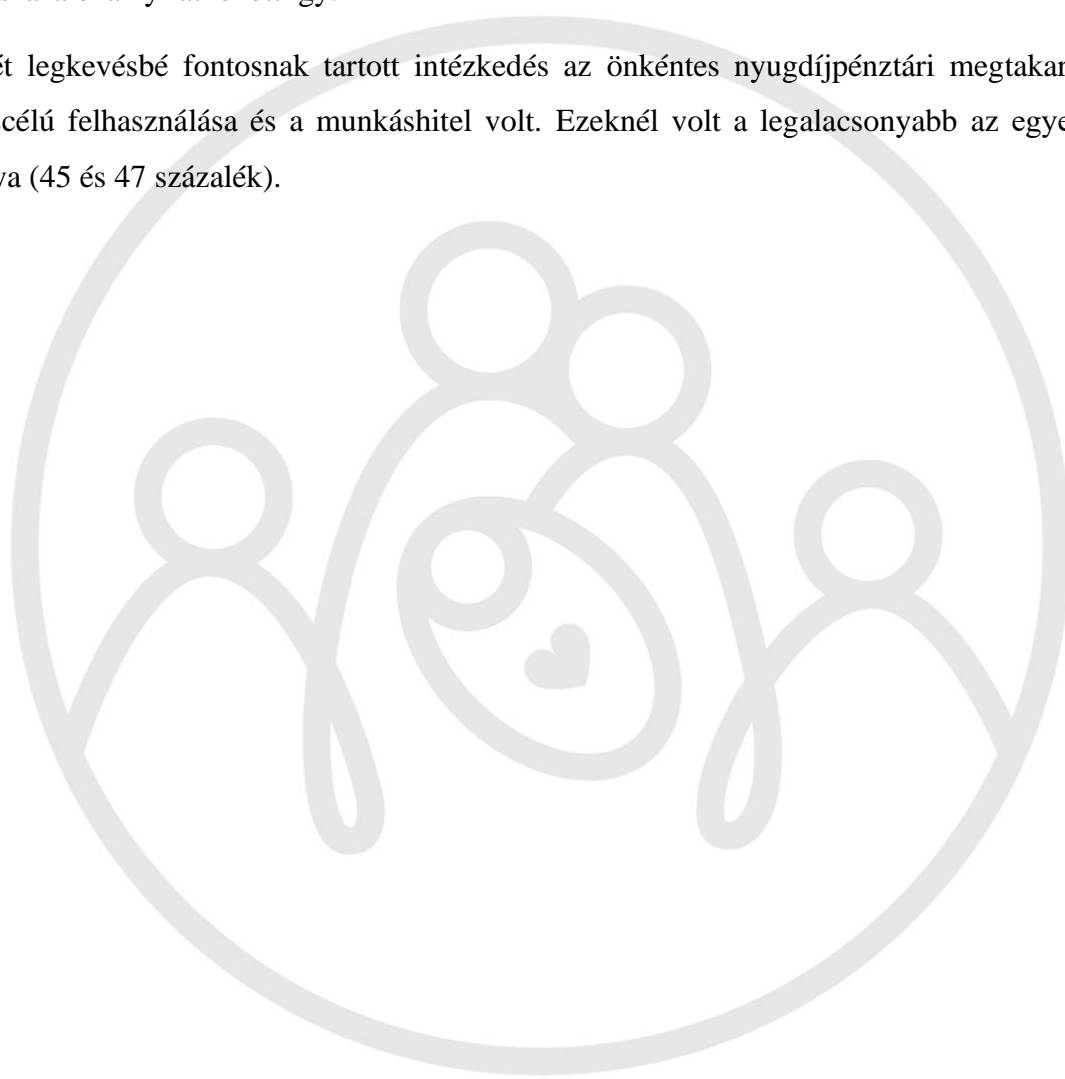 ét legkevésbé fontosnak tartott intézkedés az önkéntes nyugdíjpénztári megtakar
célú felhasználása és a munkáshitel volt. Ezeknél volt a legalacsonyabb az egye
ya (45 és 47 százalék).